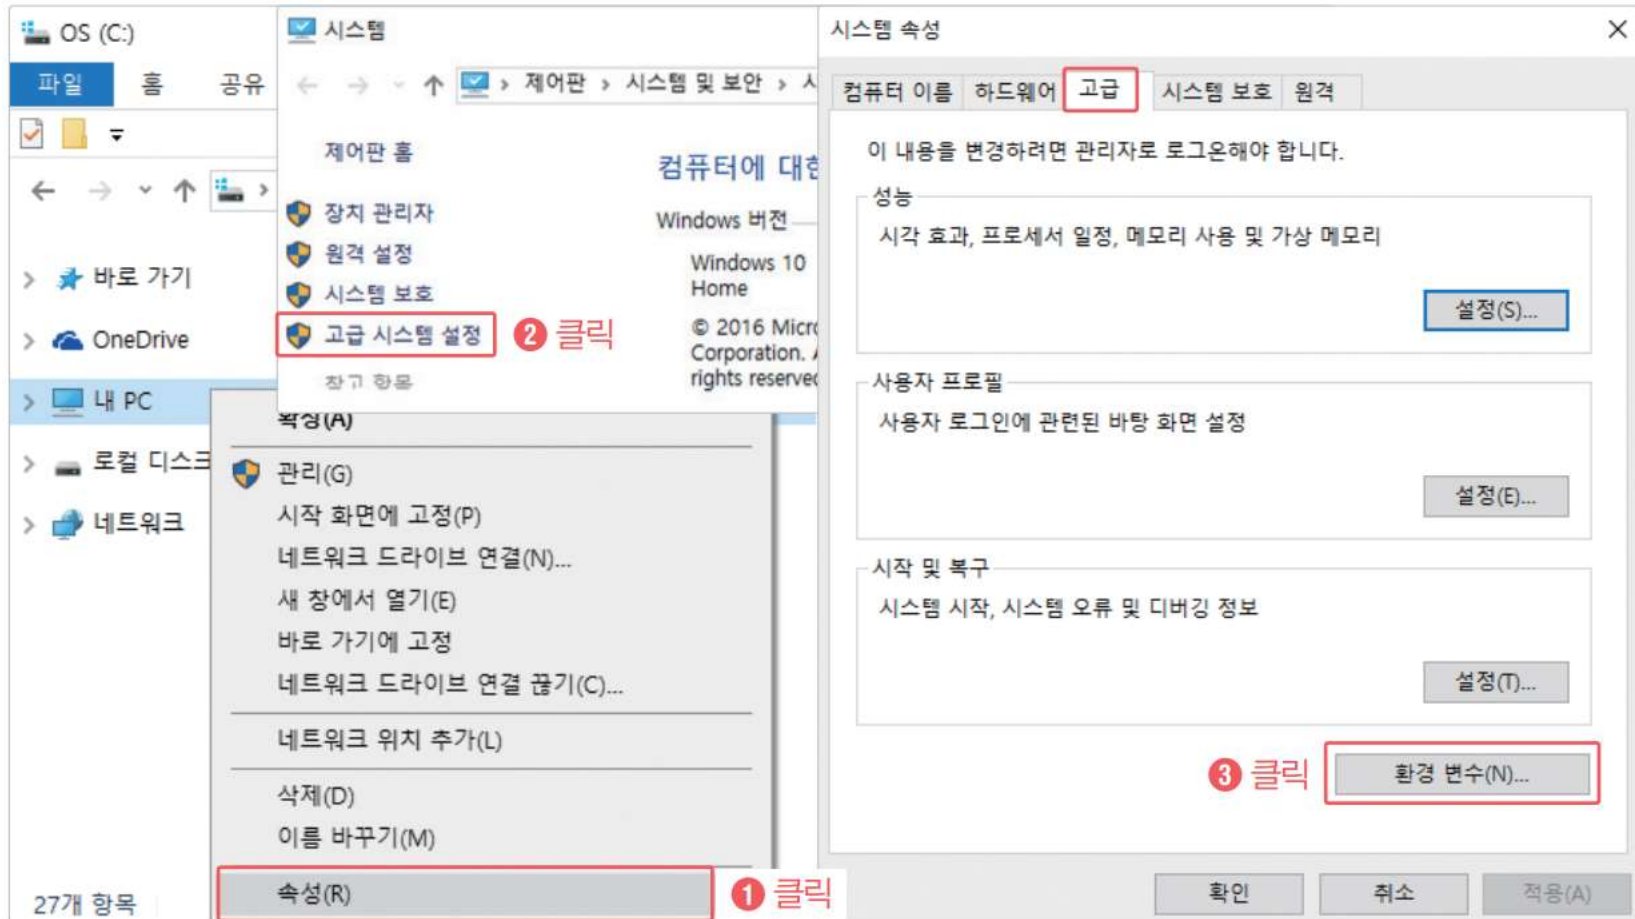 OS (C:)
파일 홈 공유
바로 가기
OneDrive
내 PC
로컬 디스크
네트워크
27개 항목
확장(A)
관리(G)
시작 화면에 고정(P)
네트워크 드라이브 연결(N)...
새 창에서 열기(E)
바로 가기에 고정
네트워크 드라이브 연결 끊기(C)...
네트워크 위치 추가(L)
삭제(D)
이름 바꾸기(M)
속성(R)
1 클릭
시스템
제어판 > 시스템 및 보안 > 시
제어판 홈
장치 관리자
원격 설정
시스템 보호
고급 시스템 설정
2 클릭
참고 항목
컴퓨터에 대한
Windows 버전
Windows 10
Home
© 2016 Micro
Corporation. A
rights reserved
시스템 속성
컴퓨터 이름 하드웨어 고급 시스템 보호 원격
이 내용을 변경하려면 관리자로 로그온해야 합니다.
성능
시각 효과, 프로세서 일정, 메모리 사용 및 가상 메모리
설정(S)...
사용자 프로필
사용자 로그인에 관련된 바탕 화면 설정
설정(E)...
시작 및 복구
시스템 시작, 시스템 오류 및 디버깅 정보
설정(T)...
3 클릭
환경 변수(N)...
확인 취소 적용(A)